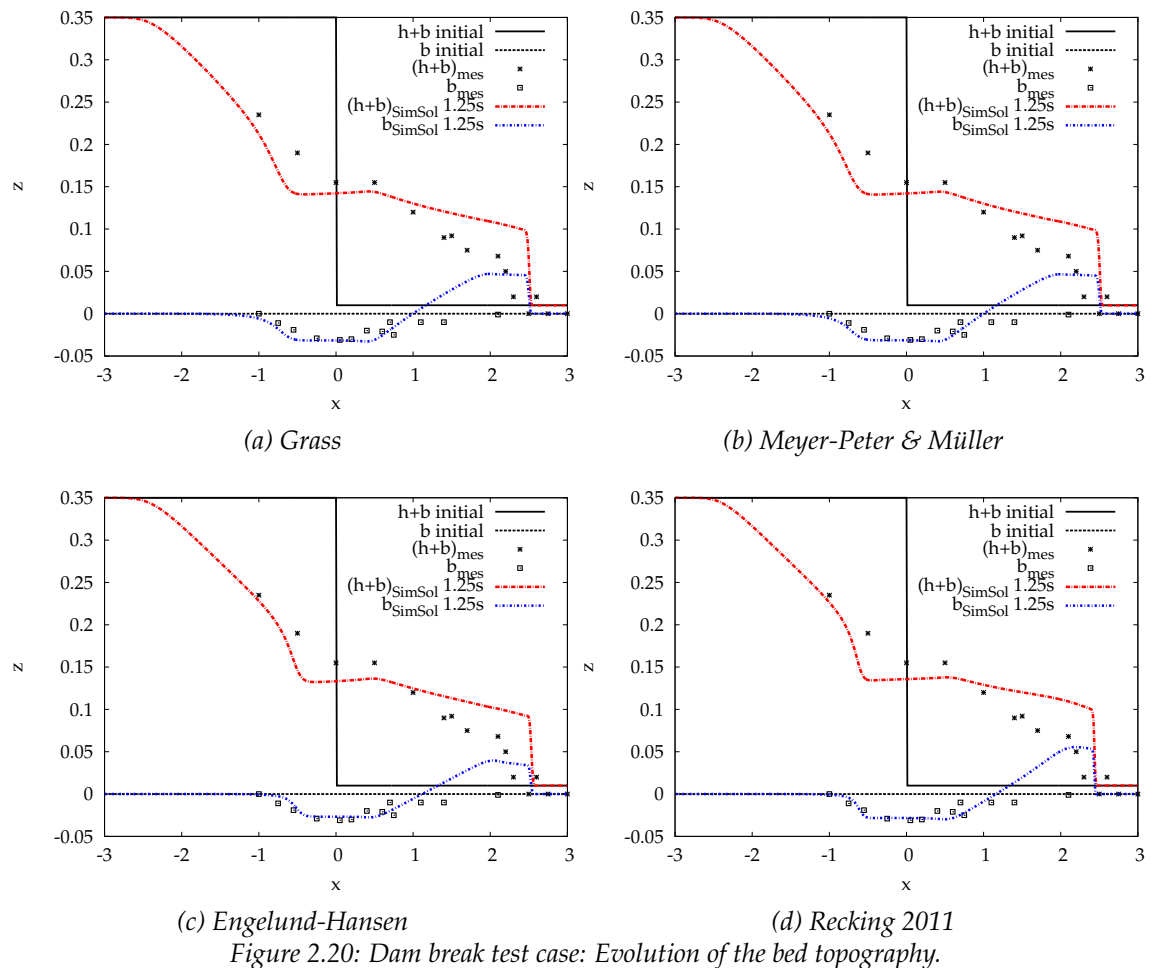 0.35
0.3
0.25
0.2
0.15
0.1
0.05
0
-0.05
z
-3
-2
-1
0
1
2
3
x
h+b initial
b initial
(h+b)mes
bmes
(h+b)SimSol 1.25s
bSimSol 1.25s
(a) Grass
0.35
0.3
0.25
0.2
0.15
0.1
0.05
0
-0.05
z
-3
-2
-1
0
1
2
3
x
h+b initial
b initial
(h+b)mes
bmes
(h+b)SimSol 1.25s
bSimSol 1.25s
(b) Meyer-Peter & Müller
0.35
0.3
0.25
0.2
0.15
0.1
0.05
0
-0.05
z
-3
-2
-1
0
1
2
3
x
h+b initial
b initial
(h+b)mes
bmes
(h+b)SimSol 1.25s
bSimSol 1.25s
(c) Engelund-Hansen
0.35
0.3
0.25
0.2
0.15
0.1
0.05
0
-0.05
z
-3
-2
-1
0
1
2
3
x
h+b initial
b initial
(h+b)mes
bmes
(h+b)SimSol 1.25s
bSimSol 1.25s
(d) Recking 2011
Figure 2.20: Dam break test case: Evolution of the bed topography.